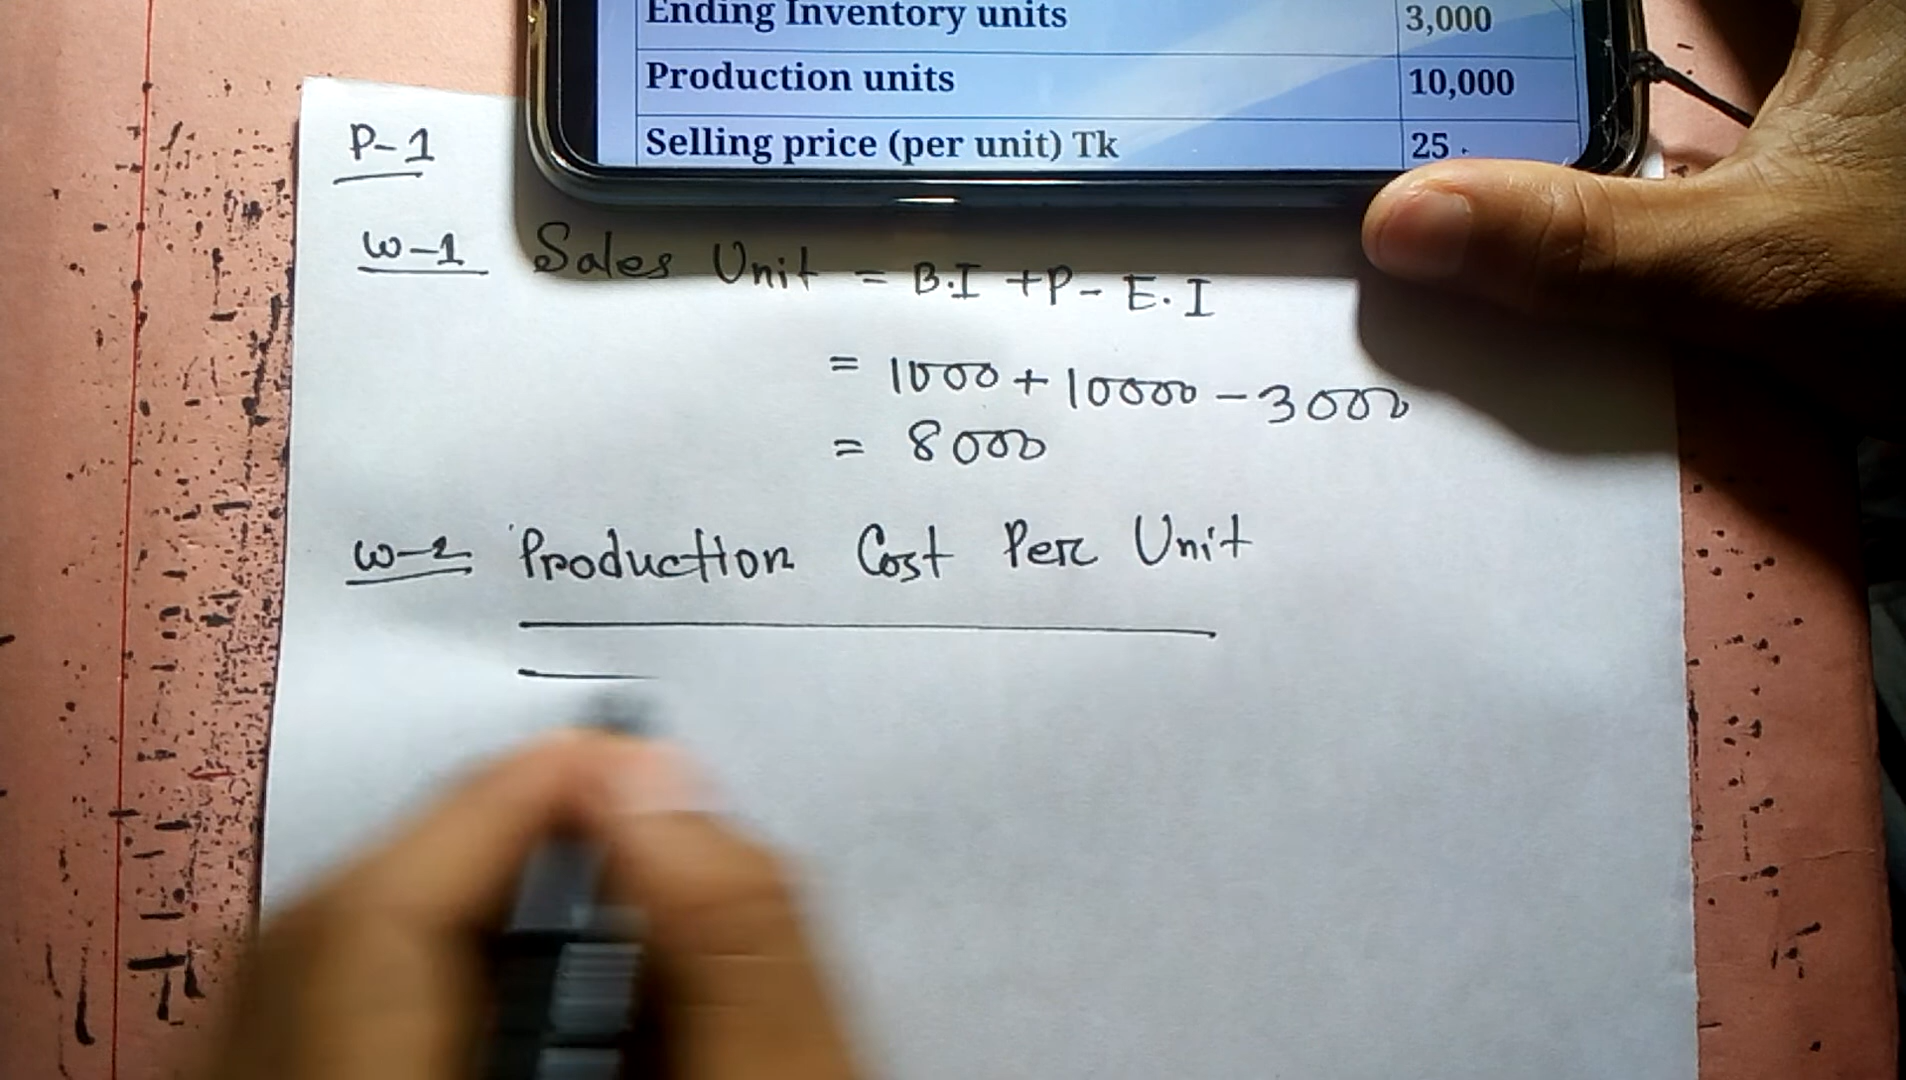 Ending Inventory units 3,000
Production units 10,000
Selling price (per unit) Tk 25
P-1
W-1 Sales Unit = B.I + P - E.I
= 1000 + 10000 - 3000
= 8000
W-2 Production Cost Per Unit